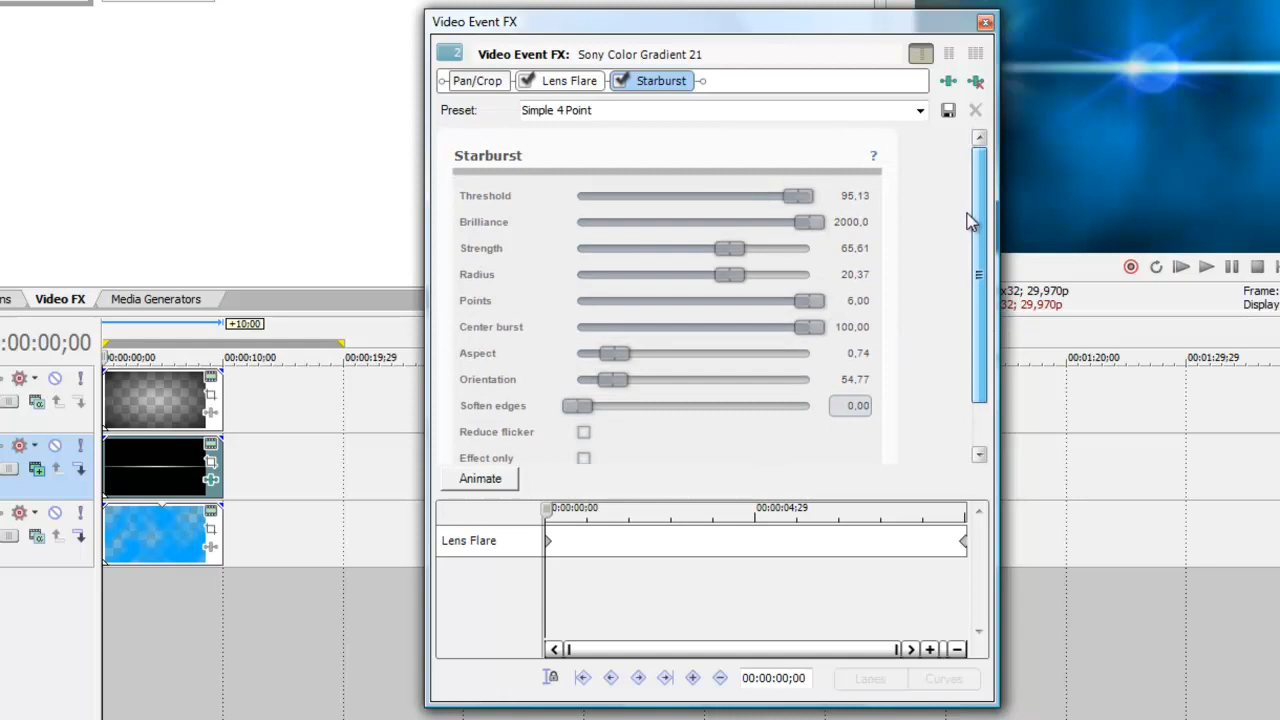 Video Event FX
2 Video Event FX: Sony Color Gradient 21
Pan/Crop Lens Flare Starburst
Preset: Simple 4 Point
Starburst ?
Threshold 95,13
Brilliance 2000,0
Strength 65,61
Radius 20,37
Points 6,00
Center burst 100,00
Aspect 0,74
Orientation 54,77
Soften edges 0,00
Reduce flicker
Effect only
Animate
0:00:00;00 00:00:04;29
Lens Flare
00:00:00;00 Lanes Curves
ns Video FX Media Generators
+10;00
:00:00;00
0:00:00;00 00:00:10;00 00:00:19;29 00:01:20;00 00:01:29;29
x32; 29,970p Frame:
x32; 29,970p Display